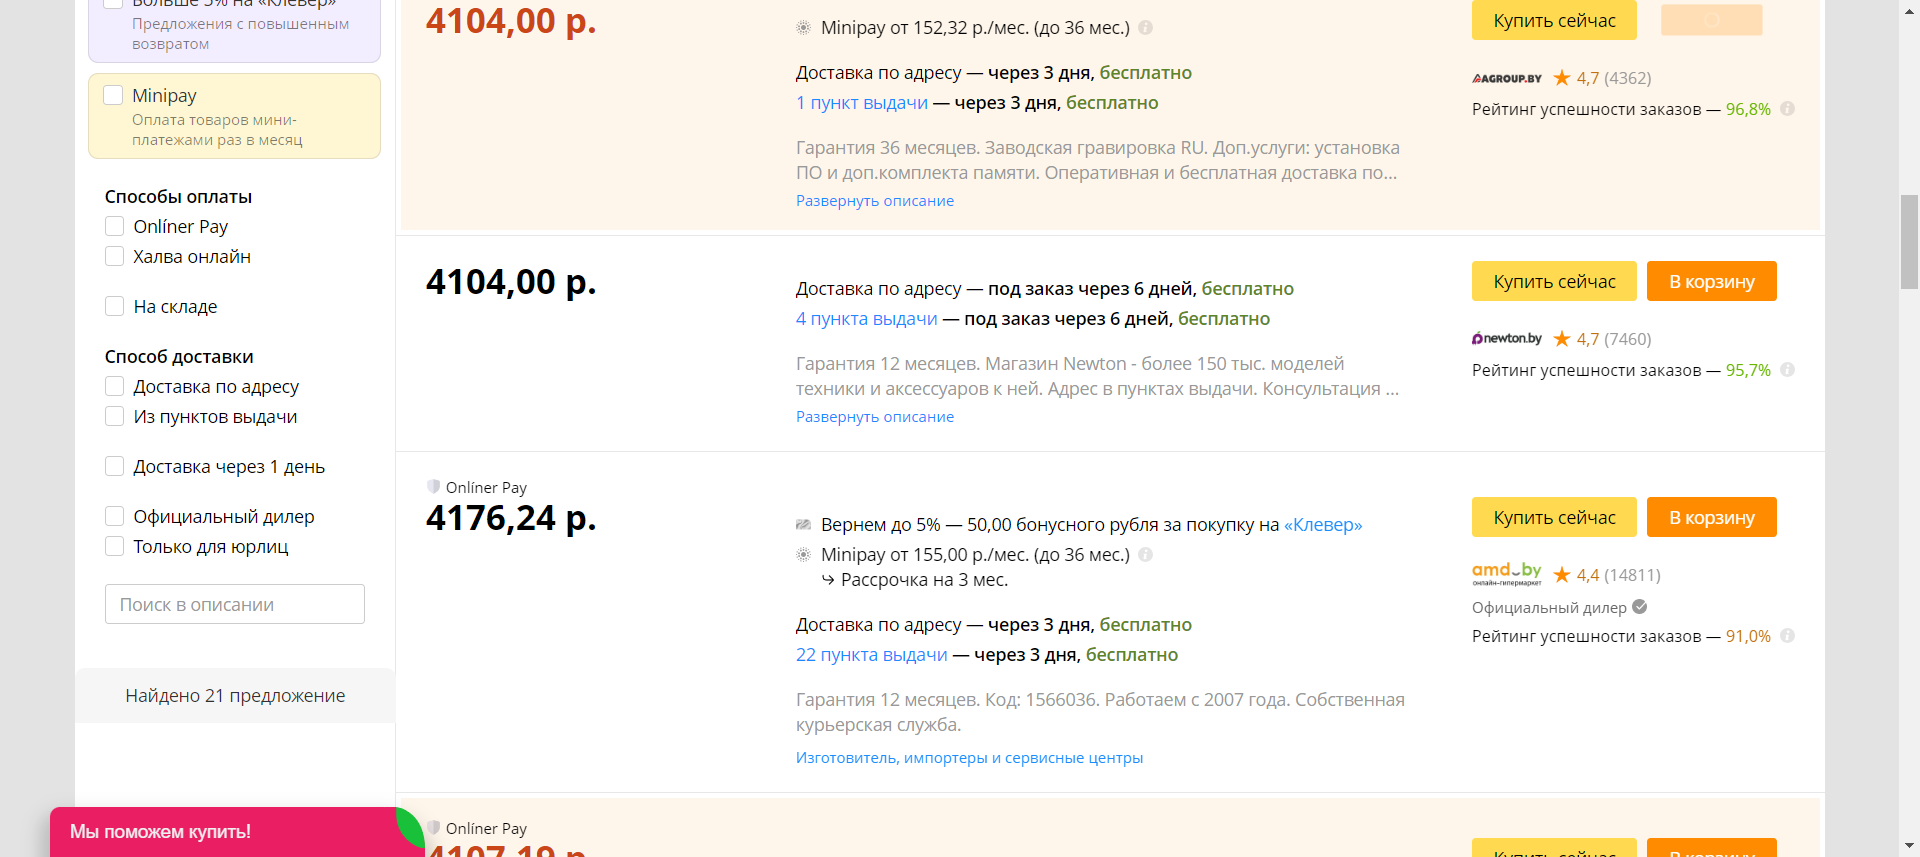 Больше 5% на «Клевер»
Предложения с повышенным
возвратом
Minipay
Оплата товаров мини-
платежами раз в месяц
Способы оплаты
Onlíner Pay
Халва онлайн
На складе
Способ доставки
Доставка по адресу
Из пунктов выдачи
Доставка через 1 день
Официальный дилер
Только для юрлиц
Поиск в описании
Найдено 21 предложение
Мы поможем купить!
4104,00 р.
Minipay от 152,32 р./мес. (до 36 мес.)
Доставка по адресу — через 3 дня, бесплатно
1 пункт выдачи — через 3 дня, бесплатно
Гарантия 36 месяцев. Заводская гравировка RU. Доп.услуги: установка
ПО и доп.комплекта памяти. Оперативная и бесплатная доставка по...
Развернуть описание
Купить сейчас
AGROUP.BY 4,7 (4362)
Рейтинг успешности заказов — 96,8%
4104,00 р.
Доставка по адресу — под заказ через 6 дней, бесплатно
4 пункта выдачи — под заказ через 6 дней, бесплатно
Гарантия 12 месяцев. Магазин Newton - более 150 тыс. моделей
техники и аксессуаров к ней. Адрес в пунктах выдачи. Консультация ...
Развернуть описание
Купить сейчас В корзину
newton.by 4,7 (7460)
Рейтинг успешности заказов — 95,7%
Onlíner Pay
4176,24 р.
Вернем до 5% — 50,00 бонусного рубля за покупку на «Клевер»
Minipay от 155,00 р./мес. (до 36 мес.)
Рассрочка на 3 мес.
Доставка по адресу — через 3 дня, бесплатно
22 пункта выдачи — через 3 дня, бесплатно
Гарантия 12 месяцев. Код: 1566036. Работаем с 2007 года. Собственная
курьерская служба.
Изготовитель, импортеры и сервисные центры
Купить сейчас В корзину
amd.by 4,4 (14811)
онлайн-гипермаркет
Официальный дилер
Рейтинг успешности заказов — 91,0%
Onlíner Pay
4107,19 р.
Купить сейчас В корзину